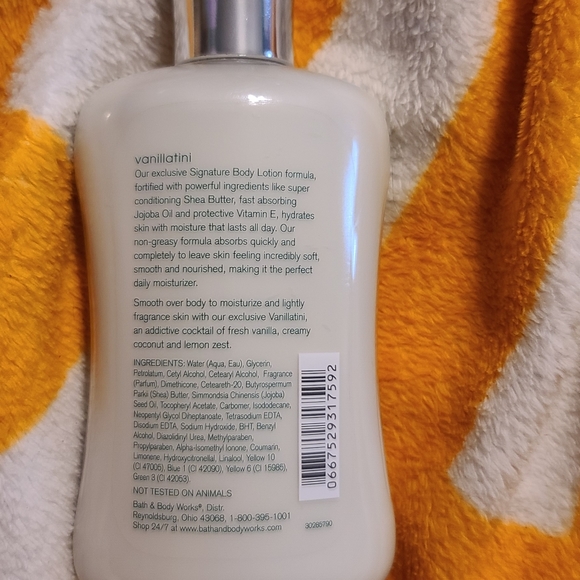 vanillatini
Our exclusive Signature Body Lotion formula,
fortified with powerful ingredients like super
conditioning Shea Butter, fast absorbing
Jojoba Oil and protective Vitamin E, hydrates
skin with moisture that lasts all day. Our
non-greasy formula absorbs quickly and
completely to leave skin feeling incredibly soft,
smooth and nourished, making it the perfect
daily moisturizer.
Smooth over body to moisturize and lightly
fragrance skin with our exclusive Vanillatini,
an addictive cocktail of fresh vanilla, creamy
coconut and lemon zest.
INGREDIENTS: Water (Aqua, Eau), Glycerin,
Petrolatum, Cetyl Alcohol, Cetearyl Alcohol, Fragrance
(Parfum), Dimethicone, Ceteareth-20, Butyrospermum
Parkii (Shea) Butter, Simmondsia Chinensis (Jojoba)
Seed Oil, Tocopheryl Acetate, Carbomer, Isododecane,
Neopentyl Glycol Diheptanoate, Tetrasodium EDTA,
Disodium EDTA, Sodium Hydroxide, BHT, Benzyl
Alcohol, Diazolidinyl Urea, Methylparaben,
Propylparaben, Alpha-Isomethyl Ionone, Coumarin,
Limonene, Hydroxycitronellal, Linalool, Yellow 10
(CI 47005), Blue 1 (CI 42090), Yellow 6 (CI 15985),
Green 3 (CI 42053).
NOT TESTED ON ANIMALS
Bath & Body Works®, Distr.
Reynoldsburg, Ohio 43068, 1-800-395-1001
Shop 24/7 at www.bathandbodyworks.com
30285790
0667529317592